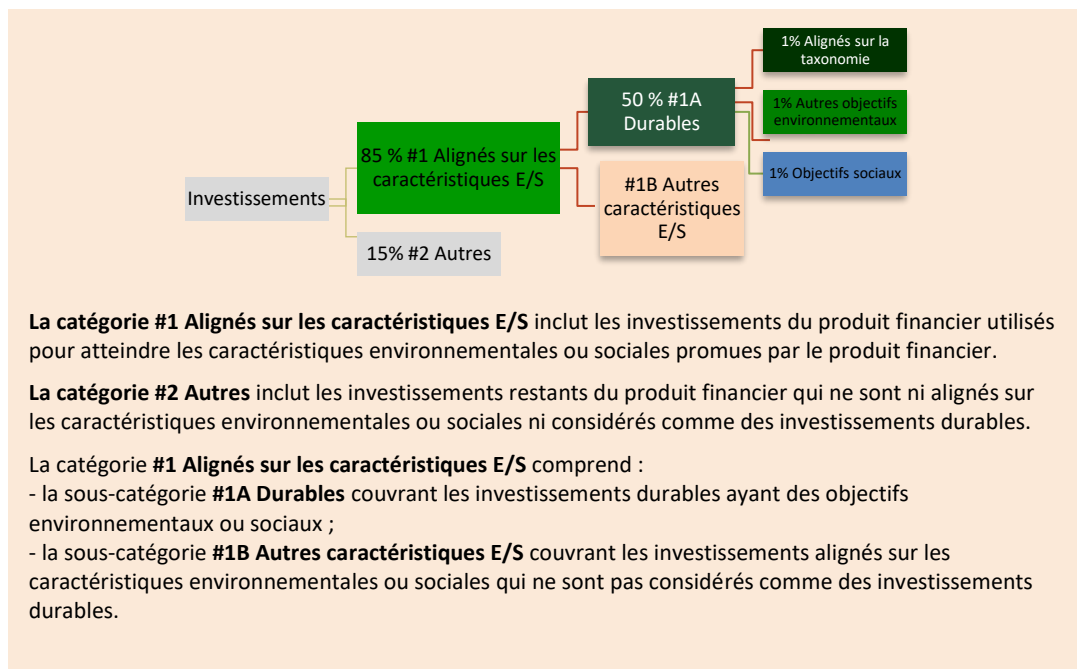 1% Alignés sur la
taxonomie
50 % #1A
Durables
1% Autres objectifs
environnementaux
85 % #1 Alignés sur les
caractéristiques E/S
1% Objectifs sociaux
Investissements
#1B Autres
caractéristiques
E/S
15% #2 Autres
La catégorie #1 Alignés sur les caractéristiques E/S inclut les investissements du produit financier utilisés
pour atteindre les caractéristiques environnementales ou sociales promues par le produit financier.
La catégorie #2 Autres inclut les investissements restants du produit financier qui ne sont ni alignés sur
les caractéristiques environnementales ou sociales ni considérés comme des investissements durables.
La catégorie #1 Alignés sur les caractéristiques E/S comprend :
- la sous-catégorie #1A Durables couvrant les investissements durables ayant des objectifs
environnementaux ou sociaux ;
- la sous-catégorie #1B Autres caractéristiques E/S couvrant les investissements alignés sur les
caractéristiques environnementales ou sociales qui ne sont pas considérés comme des investissements
durables.